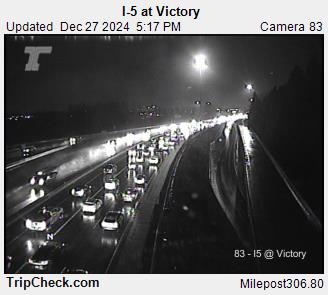 I-5 at Victory
Updated Dec 27 2024 5:17 PM Camera 83
T
83 - I5 @ Victory
TripCheck.com Milepost306.80